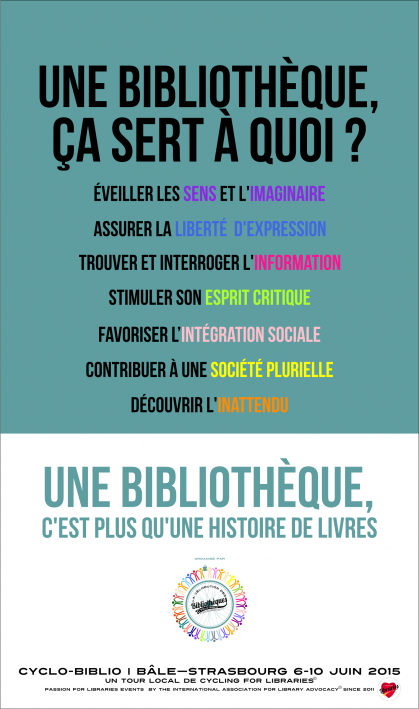 UNE BIBLIOTHÈQUE,
ÇA SERT À QUOI ?
ÉVEILLER LES SENS ET L'IMAGINAIRE
ASSURER LA LIBERTÉ D'EXPRESSION
TROUVER ET INTERROGER L'INFORMATION
STIMULER SON ESPRIT CRITIQUE
FAVORISER L'INTÉGRATION SOCIALE
CONTRIBUER À UNE SOCIÉTÉ PLURIELLE
DÉCOUVRIR L'INATTENDU
UNE BIBLIOTHÈQUE,
C'EST PLUS QU'UNE HISTOIRE DE LIVRES
ORGANISÉ PAR
Bibliothèques
CYCLO-BIBLIO | BÂLE—STRASBOURG 6-10 JUIN 2015
UN TOUR LOCAL DE CYCLING FOR LIBRARIES®
PASSION FOR LIBRARIES EVENTS BY THE INTERNATIONAL ASSOCIATION FOR LIBRARY ADVOCACY® SINCE 2011